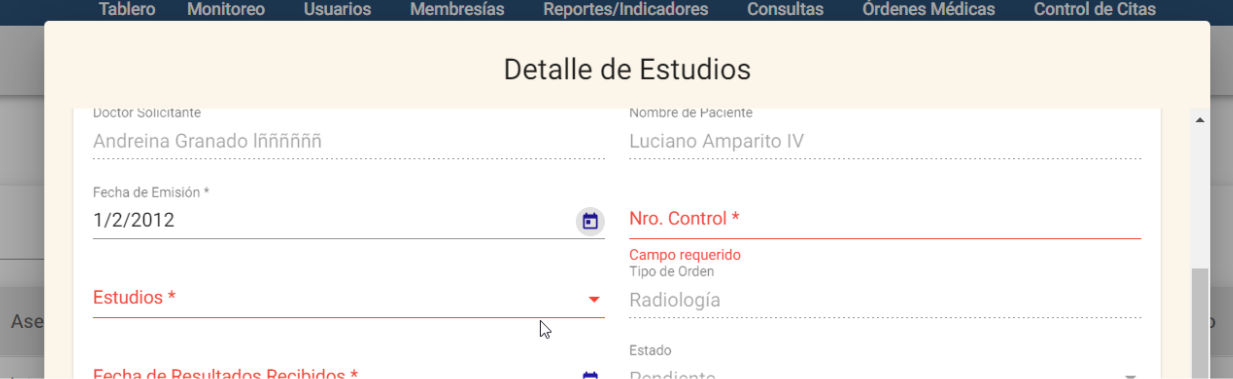 Tablero Monitoreo Usuarios Membresías Reportes/Indicadores Consultas Órdenes Médicas Control de Citas
Detalle de Estudios
Doctor Solicitante
Andreina Granado Iññññññ
Nombre de Paciente
Luciano Amparito IV
Fecha de Emisión *
1/2/2012
Nro. Control *
Campo requerido
Estudios *
Tipo de Orden
Radiología
Fecha de Resultados Recibidos *
Estado
Pendiente
Ase